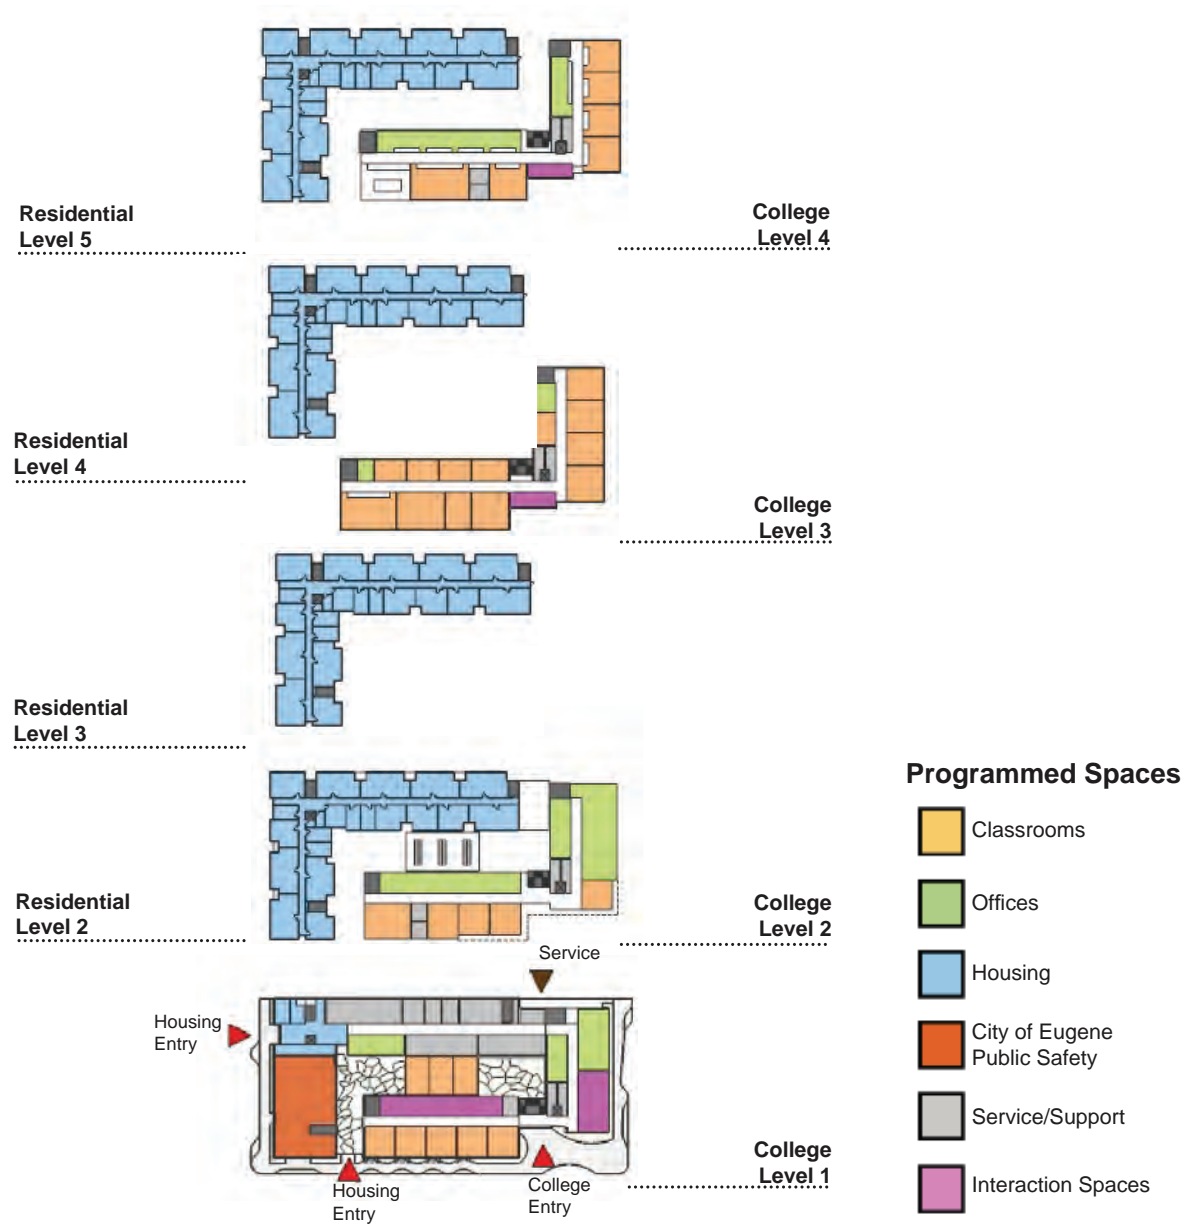 Residential
Level 5
College
Level 4
Residential
Level 4
College
Level 3
Residential
Level 3
Programmed Spaces
Classrooms
Offices
Housing
City of Eugene
Public Safety
Service/Support
Interaction Spaces
Residential
Level 2
College
Level 2
Service
Housing
Entry
College
Level 1
Housing
Entry
College
Entry